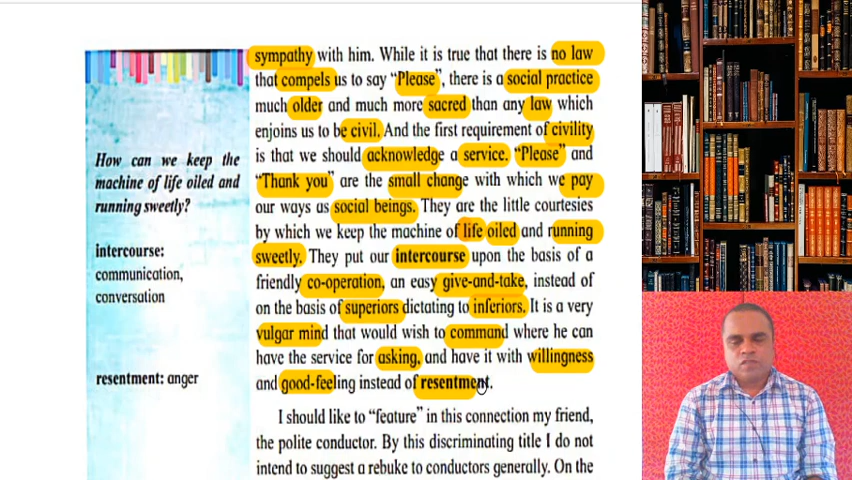 How can we keep the
machine of life oiled and
running sweetly?
intercourse:
communication,
conversation
resentment: anger
sympathy with him. While it is true that there is no law
that compels us to say “Please”, there is a social practice
much older and much more sacred than any law which
enjoins us to be civil. And the first requirement of civility
is that we should acknowledge a service. “Please” and
“Thank you” are the small change with which we pay
our ways as social beings. They are the little courtesies
by which we keep the machine of life oiled and running
sweetly. They put our intercourse upon the basis of a
friendly co-operation, an easy give-and-take, instead of
on the basis of superiors dictating to inferiors. It is a very
vulgar mind that would wish to command where he can
have the service for asking, and have it with willingness
and good-feeling instead of resentment.
I should like to “feature” in this connection my friend,
the polite conductor. By this discriminating title I do not
intend to suggest a rebuke to conductors generally. On the